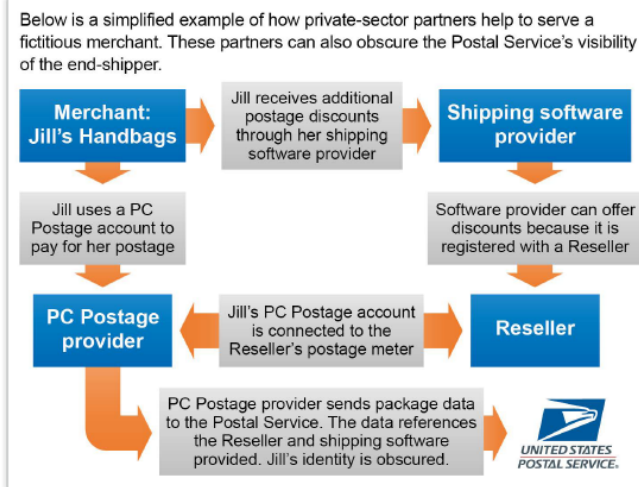 Below is a simplified example of how private-sector partners help to serve a
fictitious merchant. These partners can also obscure the Postal Service's visibility
of the end-shipper.
Merchant:
Jill's Handbags
Jill receives additional
postage discounts
through her shipping
software provider
Shipping software
provider
Jill uses a PC
Postage account to
pay for her postage
Software provider can offer
discounts because it is
registered with a Reseller
PC Postage
provider
Jill's PC Postage account
is connected to the
Reseller's postage meter
Reseller
PC Postage provider sends package data
to the Postal Service. The data references
the Reseller and shipping software
provided. Jill's identity is obscured.
UNITED STATES
POSTAL SERVICE®